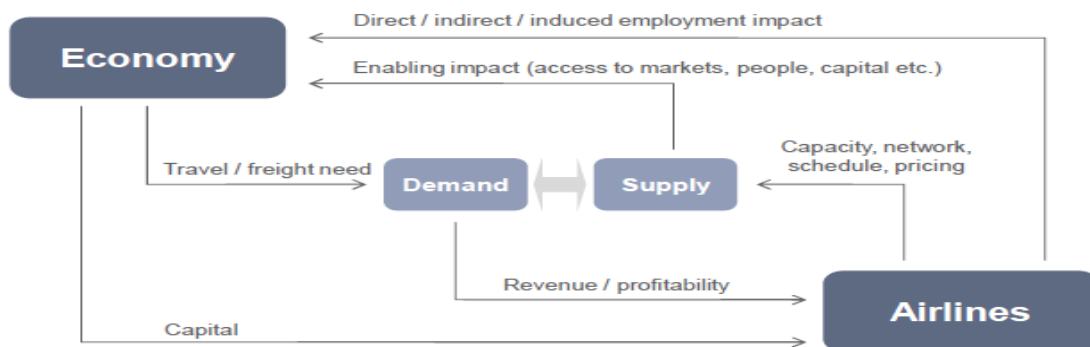 Direct / indirect / induced employment impact
Economy
Enabling impact (access to markets, people, capital etc.)
Capacity, network,
schedule, pricing
Travel / freight need
Demand
Supply
Revenue / profitability
Airlines
Capital